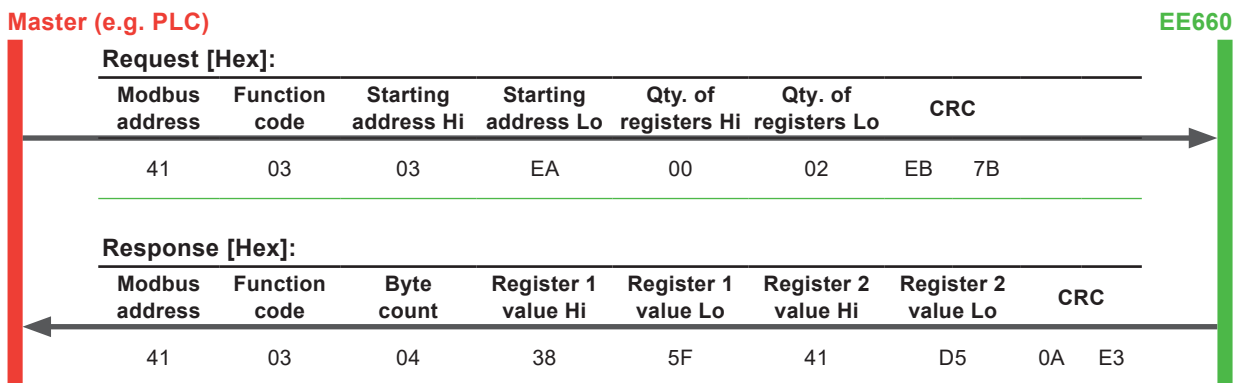 Master (e.g. PLC) EE660
Request [Hex]:
Modbus address Function code Starting address Hi Starting address Lo Qty. of registers Hi Qty. of registers Lo CRC
41 03 03 EA 00 02 EB 7B
Response [Hex]:
Modbus address Function code Byte count Register 1 value Hi Register 1 value Lo Register 2 value Hi Register 2 value Lo CRC
41 03 04 38 5F 41 D5 0A E3